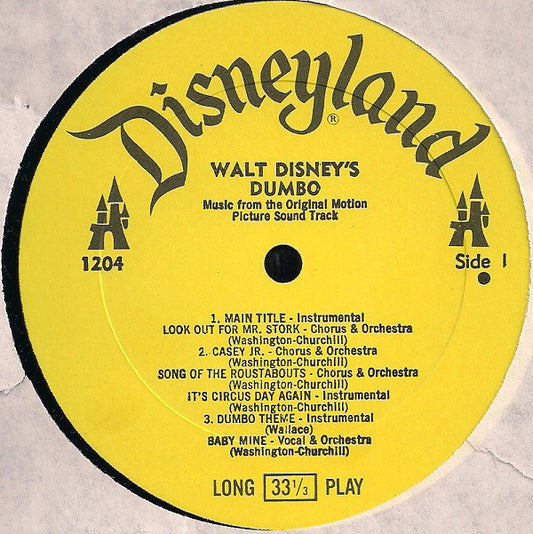 Disneyland
®
WALT DISNEY'S
DUMBO
Music from the Original Motion
Picture Sound Track
1204
Side 1
1. MAIN TITLE - Instrumental
LOOK OUT FOR MR. STORK - Chorus & Orchestra
(Washington-Churchill)
2. CASEY JR. - Chorus & Orchestra
(Washington-Churchill)
SONG OF THE ROUSTABOUTS - Chorus & Orchestra
(Washington-Churchill)
IT'S CIRCUS DAY AGAIN - Instrumental
(Washington-Churchill)
3. DUMBO THEME - Instrumental
(Wallace)
BABY MINE - Vocal & Orchestra
(Washington-Churchill)
LONG 33 1/3 PLAY